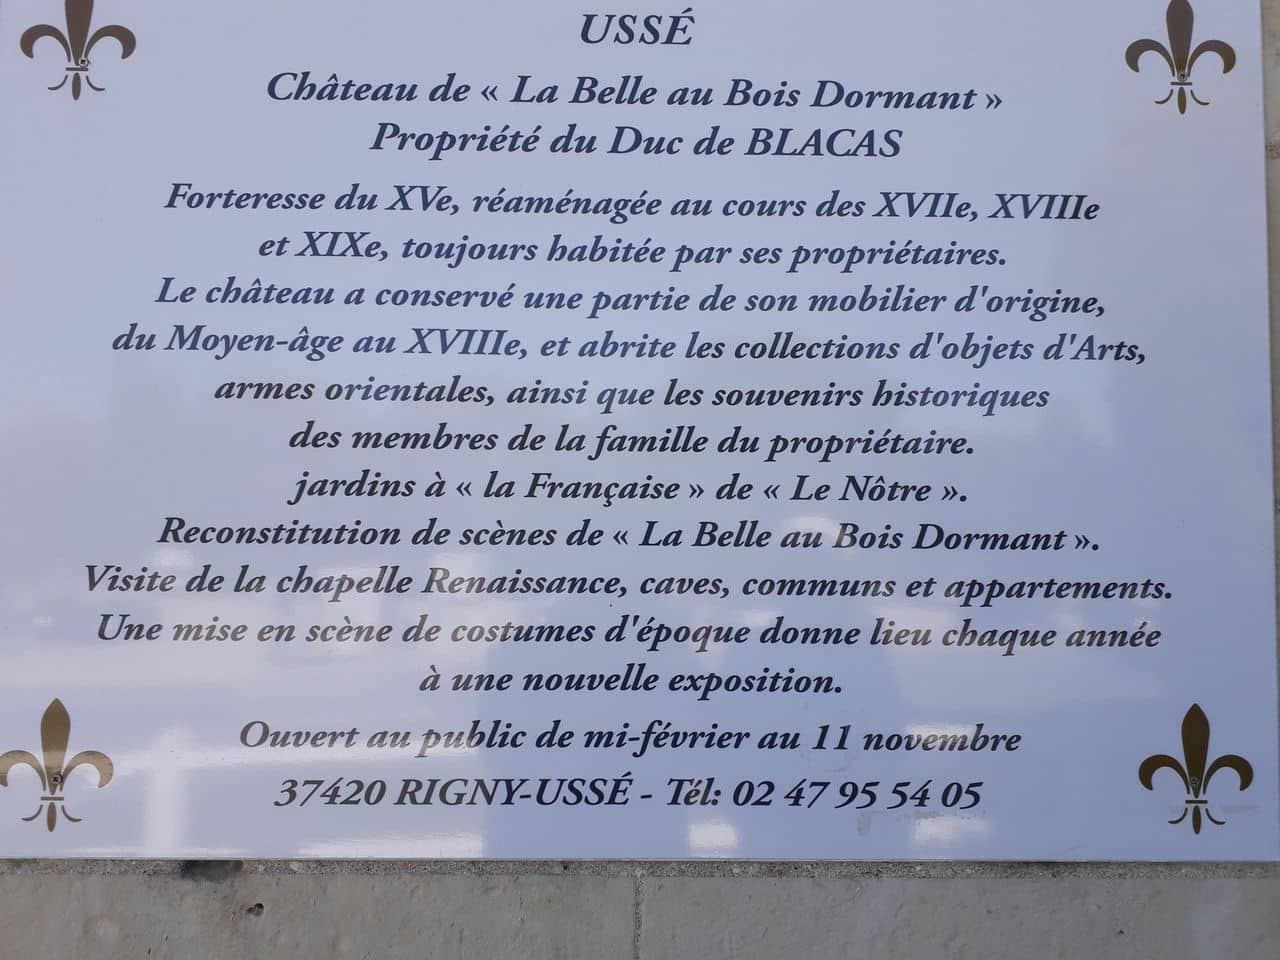 USSÉ
Château de « La Belle au Bois Dormant »
Propriété du Duc de BLACAS
Forteresse du XVe, réaménagée au cours des XVIIe, XVIIIe
et XIXe, toujours habitée par ses propriétaires.
Le château a conservé une partie de son mobilier d'origine,
du Moyen-âge au XVIIIe, et abrite les collections d'objets d'Arts,
armes orientales, ainsi que les souvenirs historiques
des membres de la famille du propriétaire.
jardins à « la Française » de « Le Nôtre ».
Reconstitution de scènes de « La Belle au Bois Dormant ».
Visite de la chapelle Renaissance, caves, communs et appartements.
Une mise en scène de costumes d'époque donne lieu chaque année
à une nouvelle exposition.
Ouvert au public de mi-février au 11 novembre
37420 RIGNY-USSÉ - Tél: 02 47 95 54 05